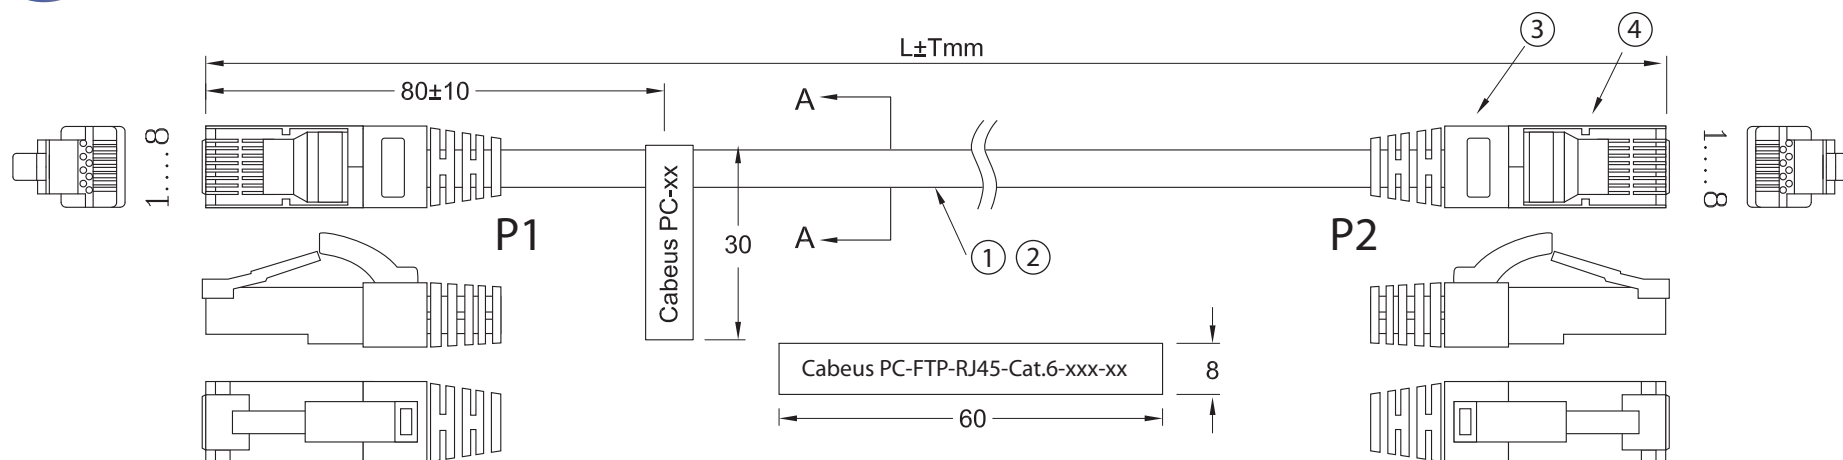 L±Tmm
3
4
80±10
A
1.....8
1.....8
Cabeus PC-xx
30
P1
A
1
2
P2
Cabeus PC-FTP-RJ45-Cat.6-xxx-xx
8
60